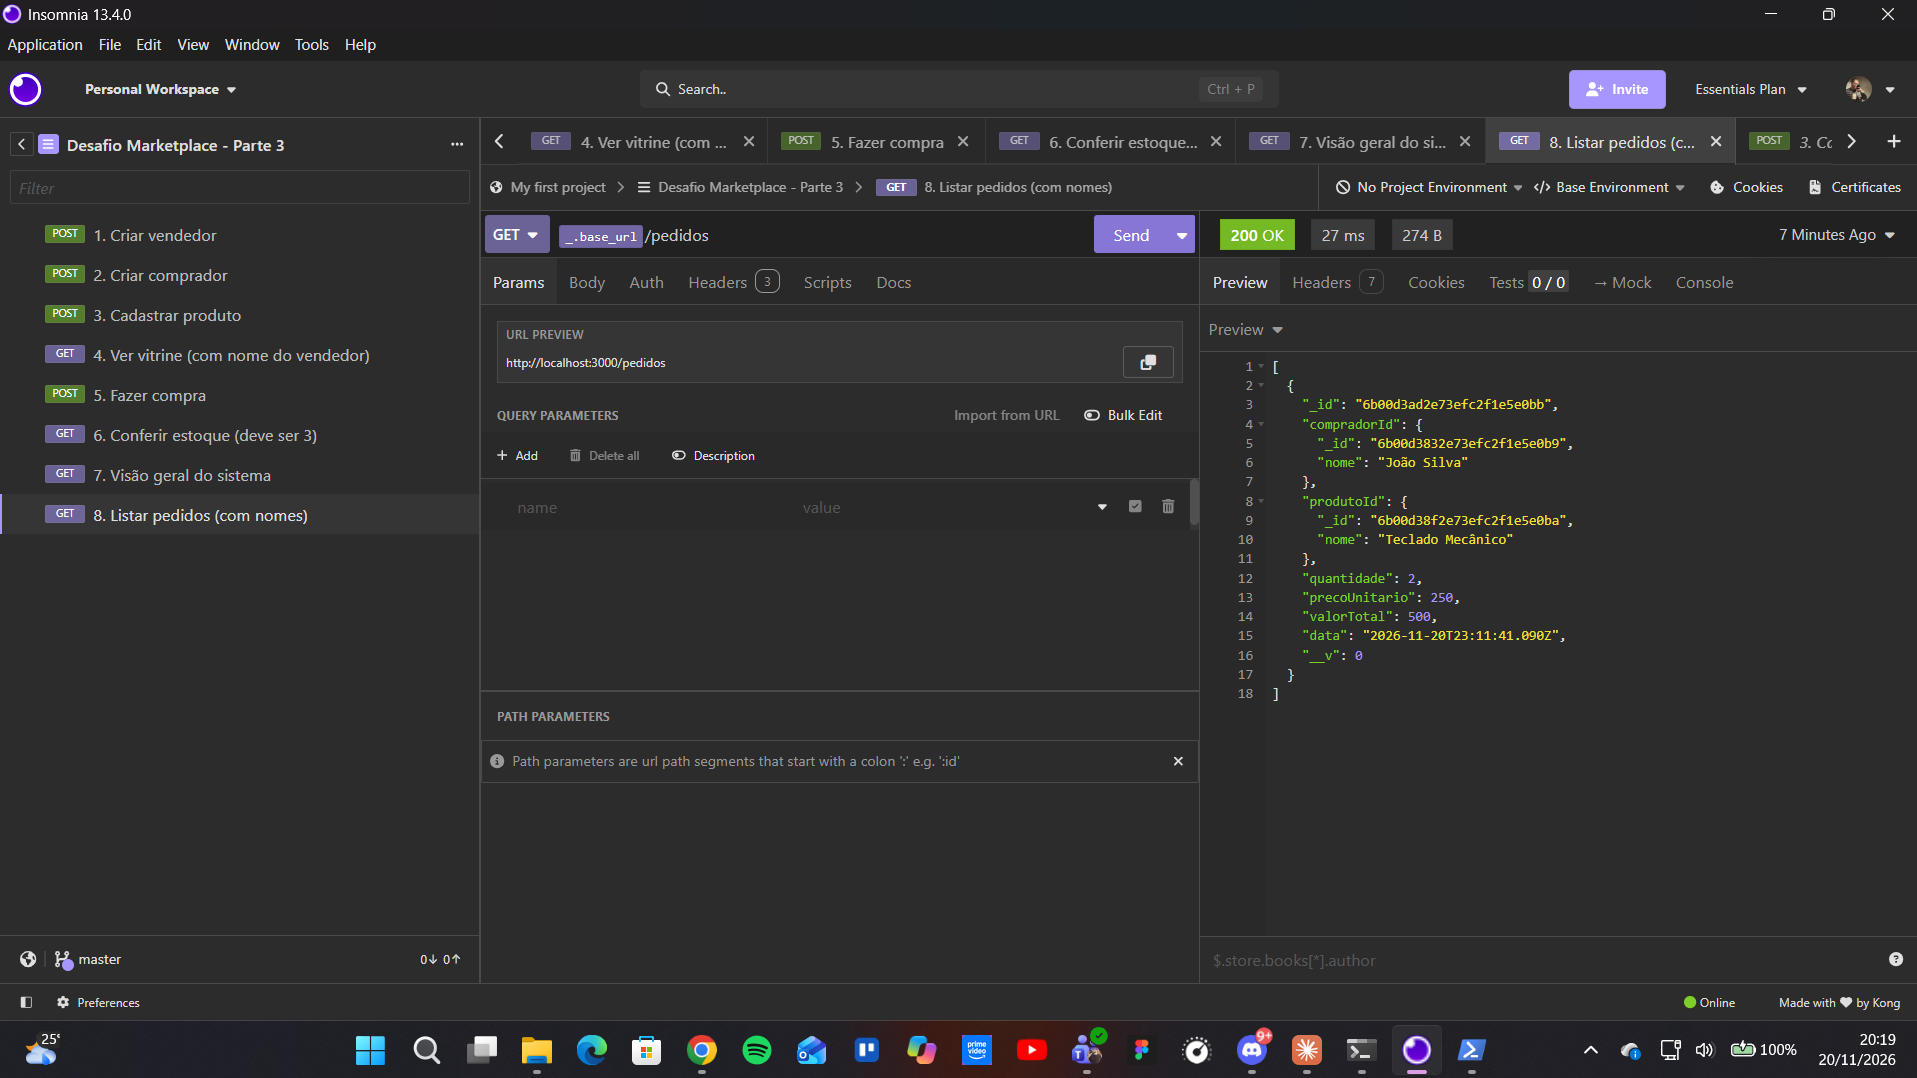 Insomnia 13.4.0
Application File Edit View Window Tools Help
Personal Workspace
Search.. Ctrl + P
Invite
Essentials Plan
Desafio Marketplace - Parte 3
GET 4. Ver vitrine (com ...
POST 5. Fazer compra
GET 6. Conferir estoque...
GET 7. Visão geral do si...
GET 8. Listar pedidos (c...
POST 3. Cc
Filter
My first project
Desafio Marketplace - Parte 3
GET 8. Listar pedidos (com nomes)
No Project Environment
Base Environment
Cookies
Certificates
POST 1. Criar vendedor
POST 2. Criar comprador
POST 3. Cadastrar produto
GET 4. Ver vitrine (com nome do vendedor)
POST 5. Fazer compra
GET 6. Conferir estoque (deve ser 3)
GET 7. Visão geral do sistema
GET 8. Listar pedidos (com nomes)
GET _.base_url /pedidos Send
200 OK 27 ms 274 B 7 Minutes Ago
Params Body Auth Headers 3 Scripts Docs
URL PREVIEW
http://localhost:3000/pedidos
QUERY PARAMETERS Import from URL Bulk Edit
Add Delete all Description
name value
PATH PARAMETERS
Path parameters are url path segments that start with a colon ':' e.g. ':id'
Preview Headers 7 Cookies Tests 0 / 0 → Mock Console
Preview
1 [
2 {
3 "_id": "6b00d3ad2e73efc2f1e5e0bb",
4 "compradorId": {
5 "_id": "6b00d3832e73efc2f1e5e0b9",
6 "nome": "João Silva"
7 },
8 "produtoId": {
9 "_id": "6b00d38f2e73efc2f1e5e0ba",
10 "nome": "Teclado Mecânico"
11 },
12 "quantidade": 2,
13 "precoUnitario": 250,
14 "valorTotal": 500,
15 "data": "2026-11-20T23:11:41.090Z",
16 "__v": 0
17 }
18 ]
$.store.books[*].author
master 0↓ 0↑
Preferences
Online
Made with ❤ by Kong
25°
prime video
9+
100%
20:19
20/11/2026